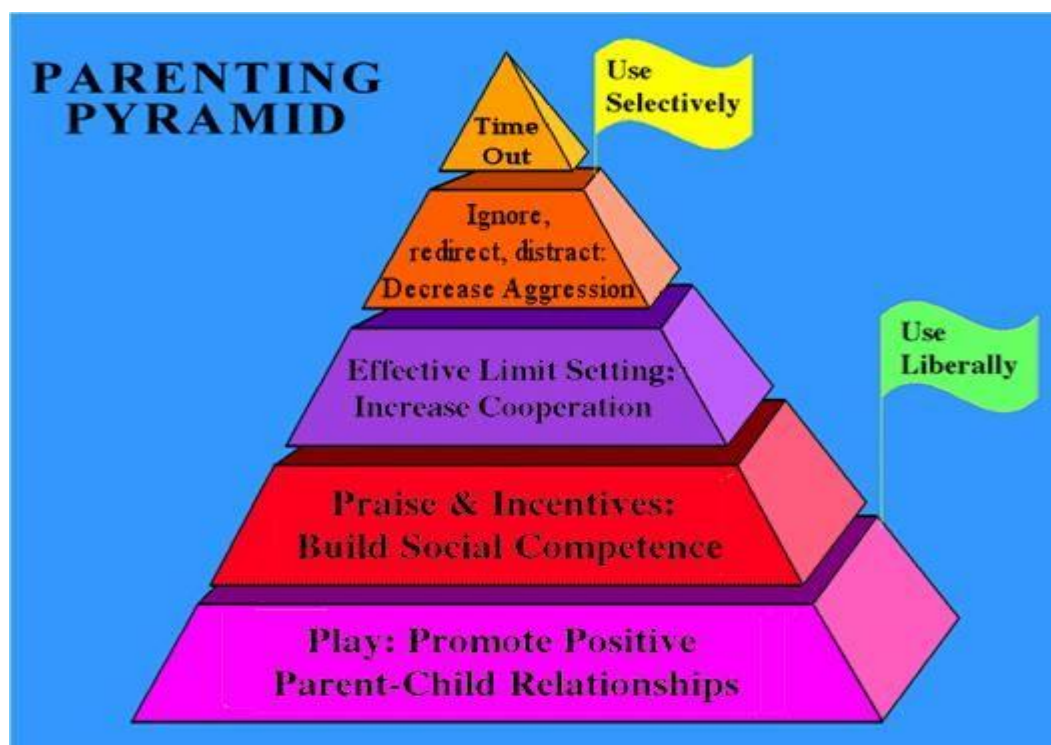 PARENTING
PYRAMID
Use
Selectively
Time
Out
Ignore,
redirect, distract:
Decrease Aggression
Use
Liberally
Effective Limit Setting:
Increase Cooperation
Praise & Incentives:
Build Social Competence
Play: Promote Positive
Parent-Child Relationships